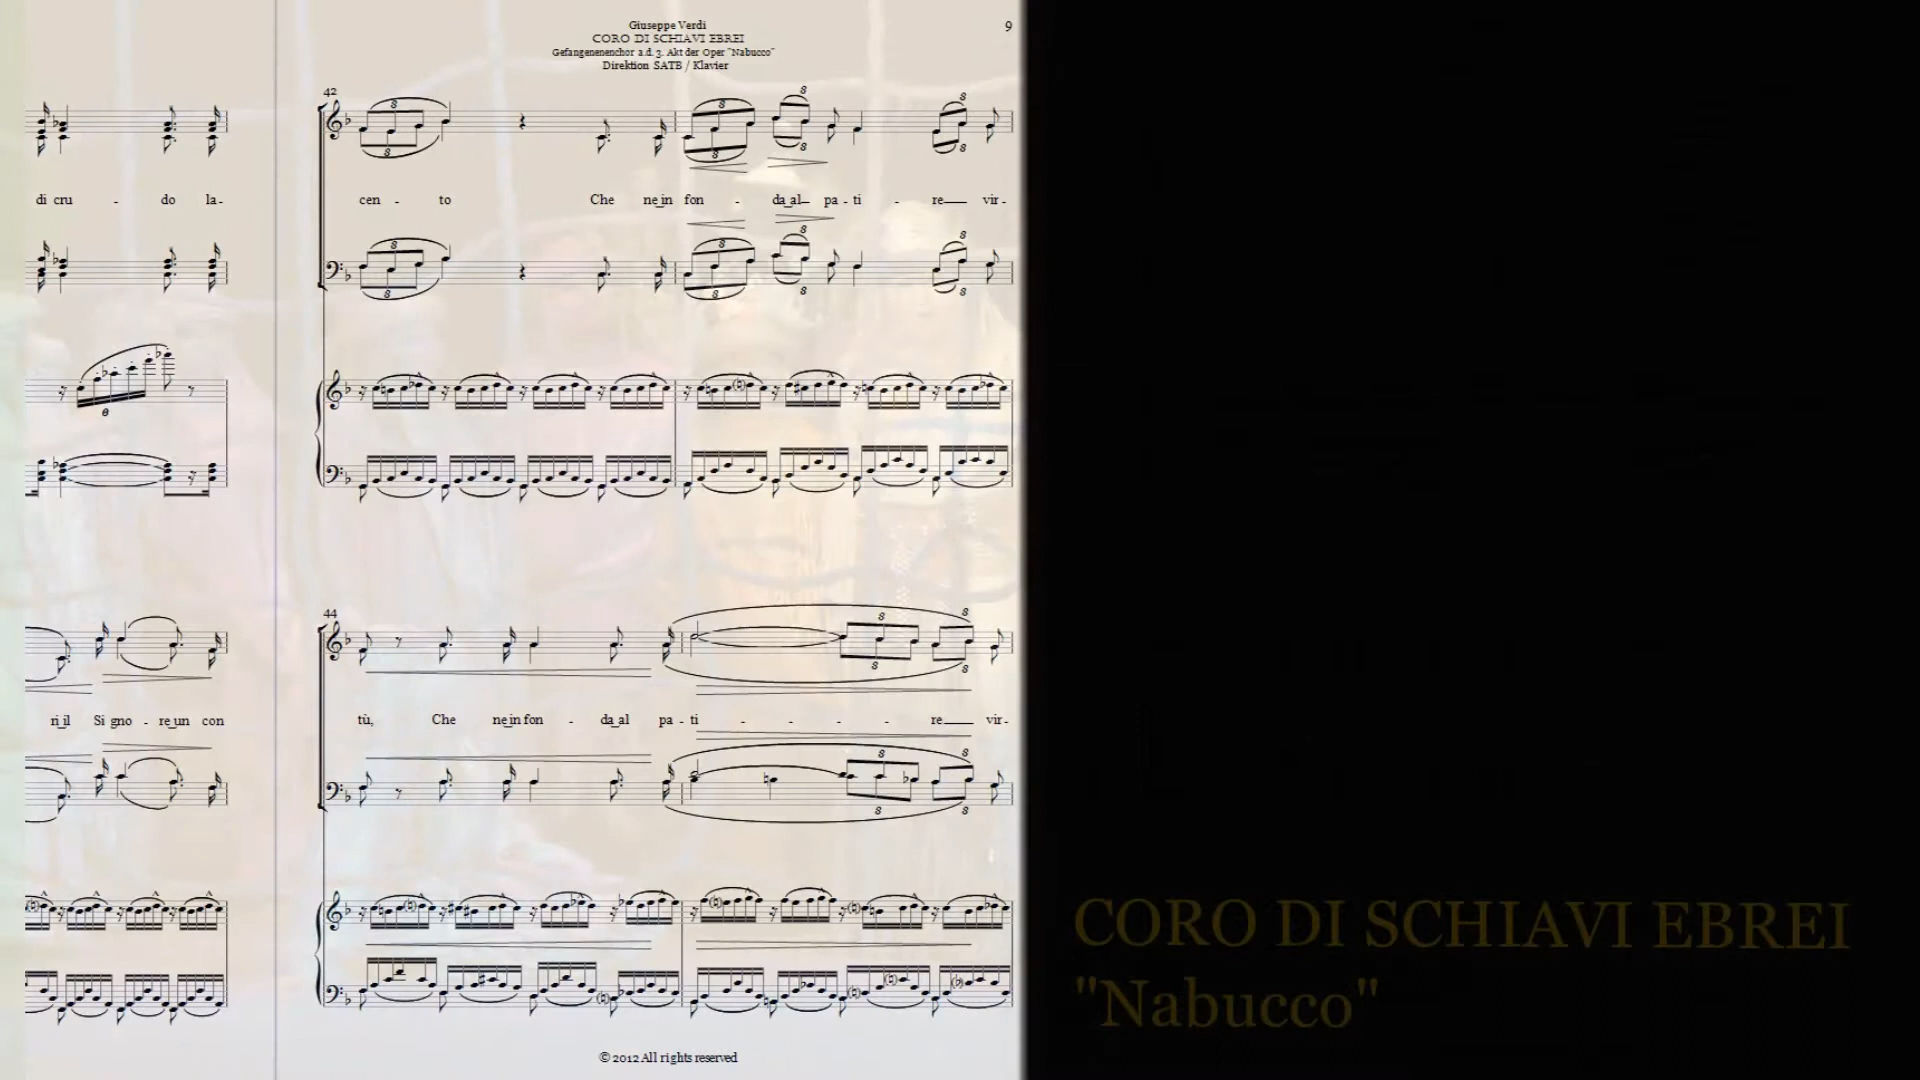 Giuseppe Verdi
CORO DI SCHIAVI EBREI
Gefangenenenchor a.d. 3. Akt der Oper "Nabucco"
Direktion SATB / Klavier
9
di cru - do la-
ri_il Si gno - re_un con
42
cen - to Che ne_in fon - da_al pa - ti - re vir -
44
tù, Che ne_in fon - da_al pa - ti - - - - re vir -
© 2012 All rights reserved
CORO DI SCHIAVI EBREI
"Nabucco"